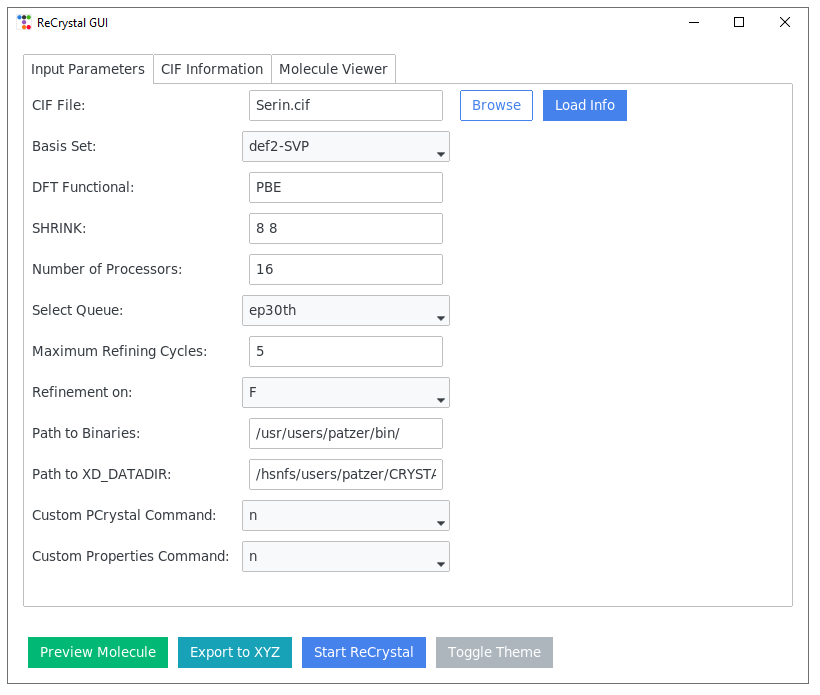 ReCrystal GUI
Input Parameters CIF Information Molecule Viewer
CIF File: Serin.cif Browse Load Info
Basis Set: def2-SVP
DFT Functional: PBE
SHRINK: 8 8
Number of Processors: 16
Select Queue: ep30th
Maximum Refining Cycles: 5
Refinement on: F
Path to Binaries: /usr/users/patzer/bin/
Path to XD_DATADIR: /hsnfs/users/patzer/CRYSTA
Custom PCrystal Command: n
Custom Properties Command: n
Preview Molecule Export to XYZ Start ReCrystal Toggle Theme